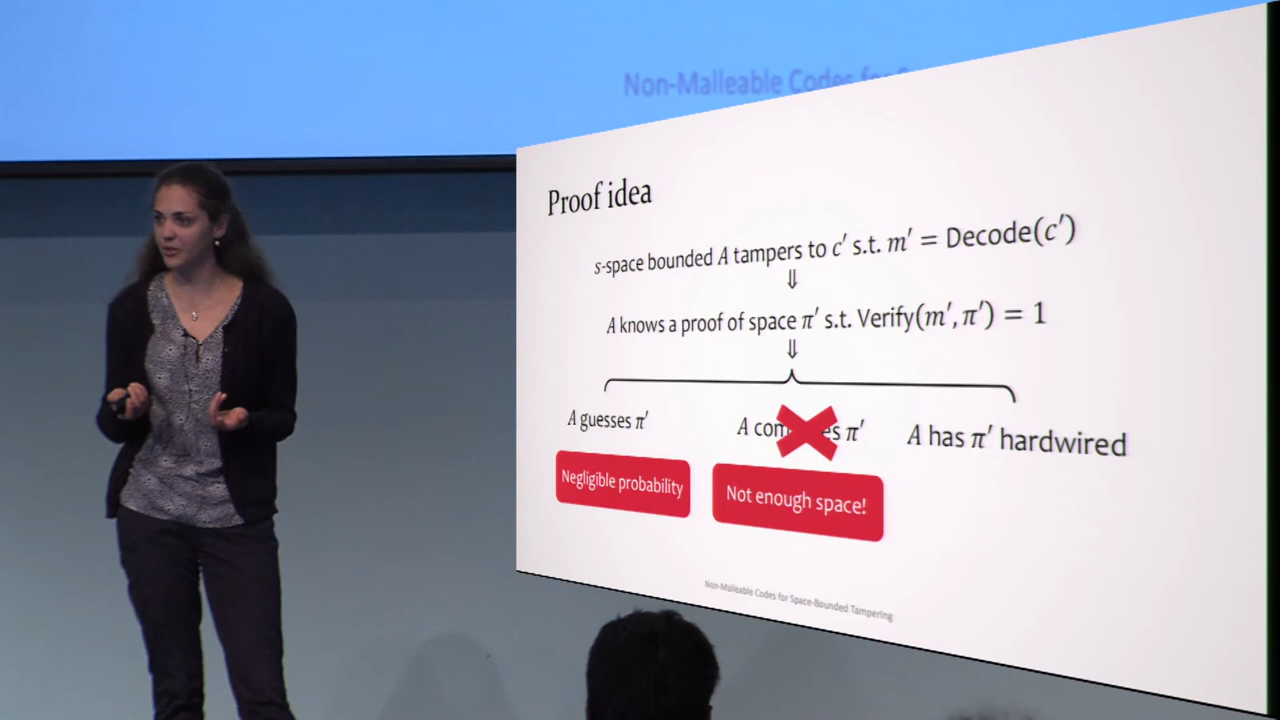 Non-Malleable Codes for
Proof idea
s-space bounded A tampers to c′ s.t. m′ = Decode(c′)
⇓
A knows a proof of space π′ s.t. Verify(m′, π′) = 1
⇓
A guesses π′
A com es π′
A has π′ hardwired
Negligible probability
Not enough space!
Non-Malleable Codes for Space-Bounded Tampering